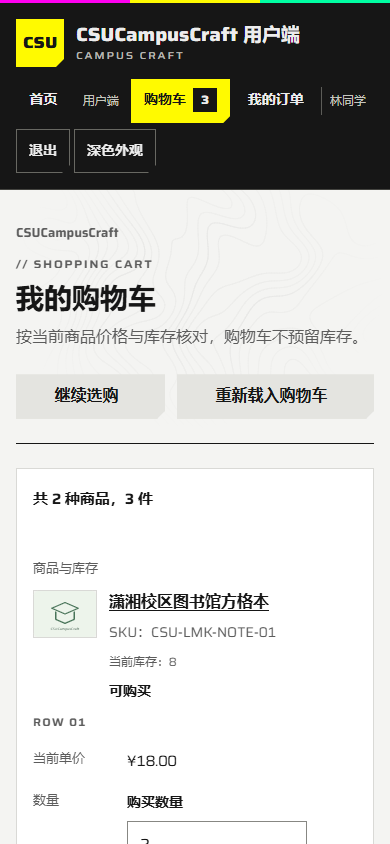 CSU
CSUCampusCraft 用户端
CAMPUS CRAFT
首页 用户端 购物车 3 我的订单 林同学
退出 深色外观
CSUCampusCraft
// SHOPPING CART
我的购物车
按当前商品价格与库存核对，购物车不预留库存。
继续选购 重新载入购物车
共 2 种商品，3 件
商品与库存
潇湘校区图书馆方格本
SKU：CSU-LMK-NOTE-01
当前库存：8
可购买
ROW 01
当前单价 ¥18.00
数量 购买数量